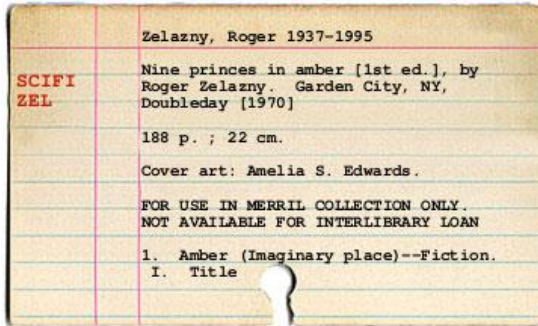 Zelazny, Roger 1937-1995
SCIFI
ZEL
Nine princes in amber [1st ed.], by
Roger Zelazny. Garden City, NY,
Doubleday [1970]
188 p. ; 22 cm.
Cover art: Amelia S. Edwards.
FOR USE IN MERRIL COLLECTION ONLY.
NOT AVAILABLE FOR INTERLIBRARY LOAN
1. Amber (Imaginary place)--Fiction.
I. Title